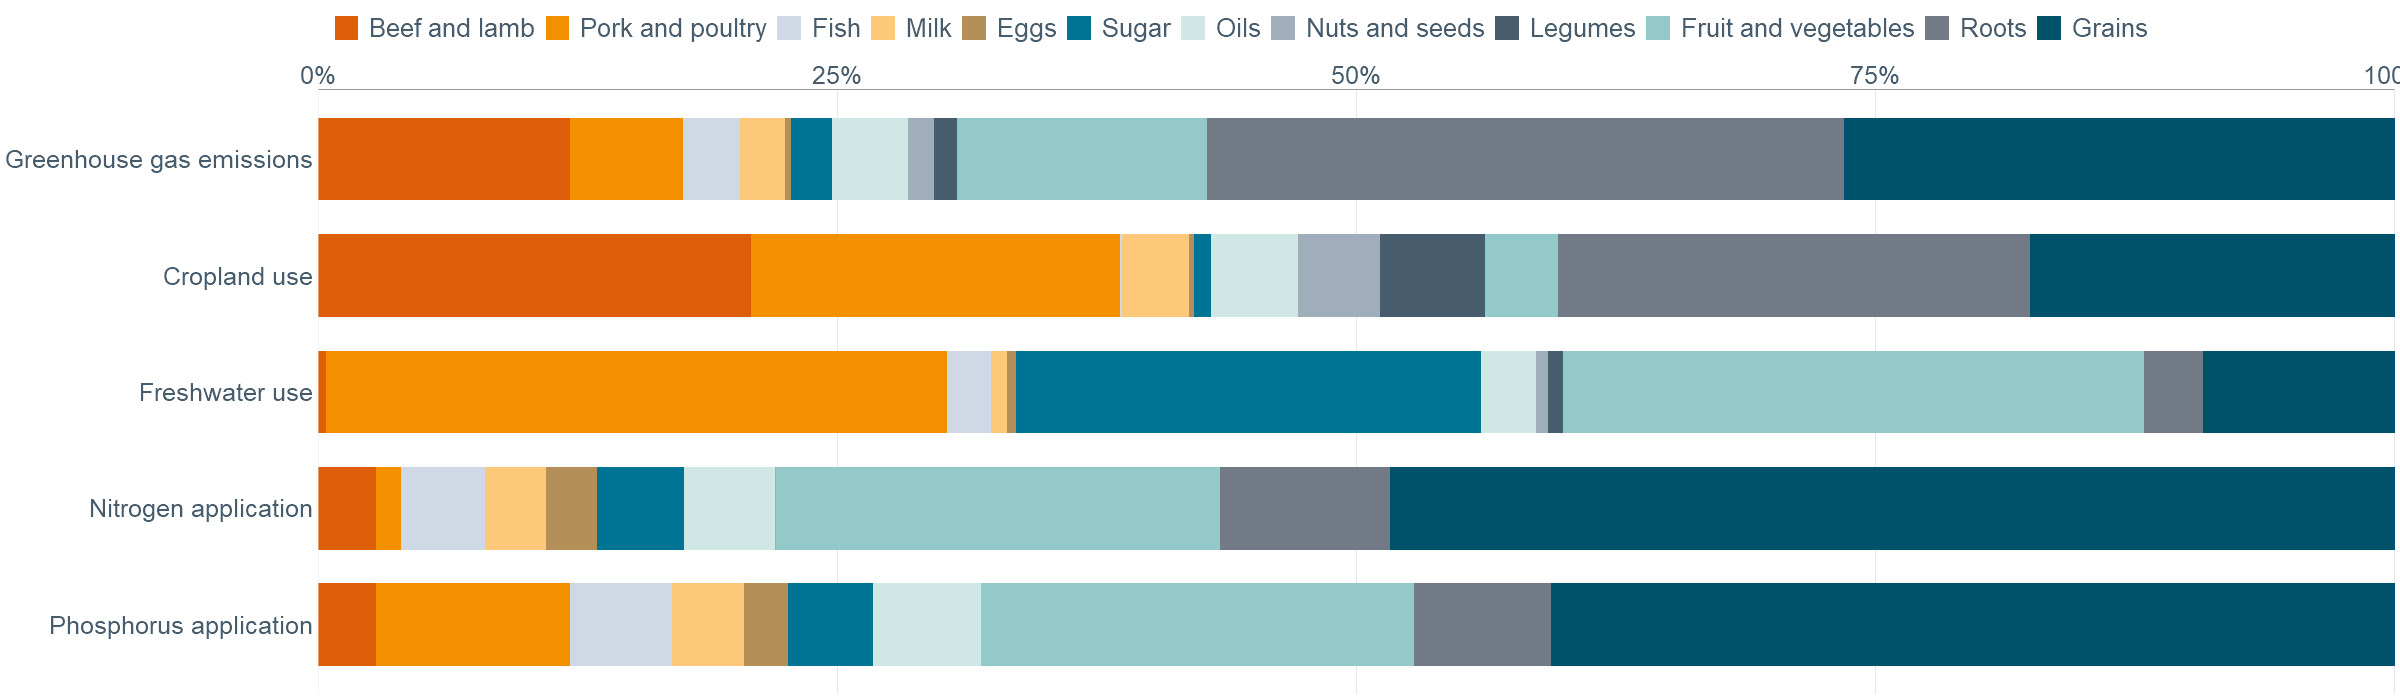 Beef and lamb Pork and poultry Fish Milk Eggs Sugar Oils Nuts and seeds Legumes Fruit and vegetables Roots Grains
0% 25% 50% 75% 100
Greenhouse gas emissions
Cropland use
Freshwater use
Nitrogen application
Phosphorus application